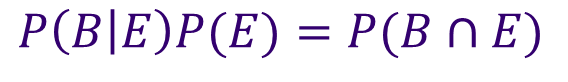 P(B|E)P(E) = P(B ∩ E)